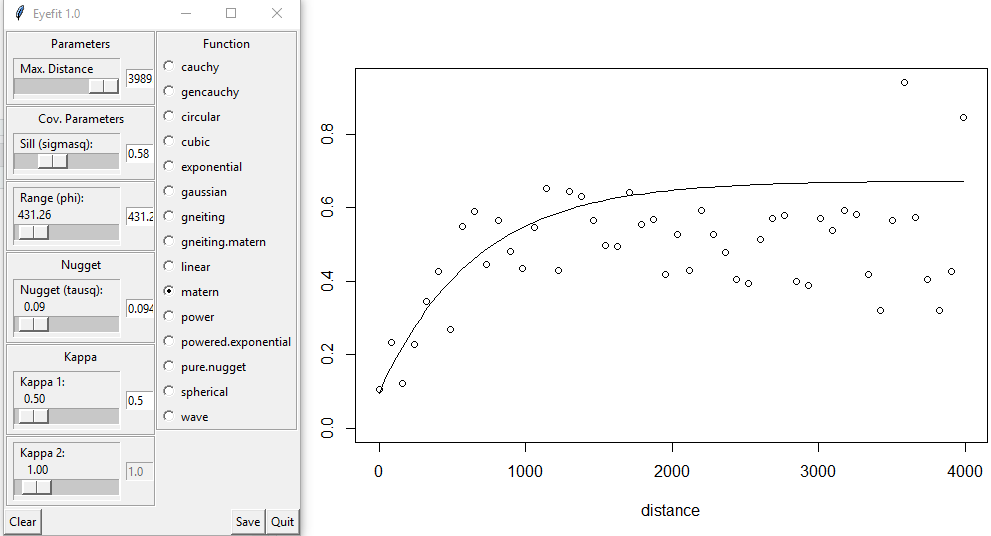 Eyefit 1.0
Parameters
Max. Distance
3989
Cov. Parameters
Sill (sigmasq):
0.58
Range (phi):
431.26
431.2
Nugget
Nugget (tausq):
0.09
0.094
Kappa
Kappa 1:
0.50
0.5
Kappa 2:
1.00
1.0
Clear
Save
Quit
Function
cauchy
gencauchy
circular
cubic
exponential
gaussian
gneiting
gneiting.matern
linear
matern
power
powered.exponential
pure.nugget
spherical
wave
0.8
0.6
0.4
0.2
0.0
0 1000 2000 3000 4000
distance